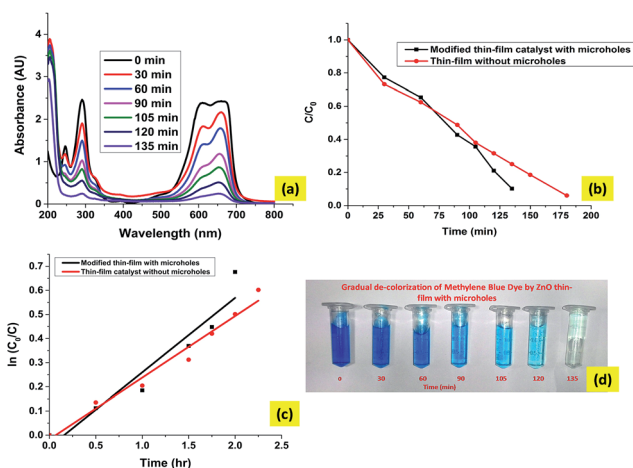 4
3
2
1
0
Absorbance (AU)
0 min
30 min
60 min
90 min
105 min
120 min
135 min
200 300 400 500 600 700 800
Wavelength (nm)
(a)
1.0
0.8
0.6
0.4
0.2
0.0
C/C₀
Modified thin-film catalyst with microholes
Thin-film without microholes
0 25 50 75 100 125 150 175 200
Time (min)
(b)
0.7
0.6
0.5
0.4
0.3
0.2
0.1
0.0
ln (C₀/C)
Modified thin-film with microholes
Thin-film catalyst without microholes
0.0 0.5 1.0 1.5 2.0 2.5
Time (hr)
(c)
Gradual de-colorization of Methylene Blue Dye by ZnO thin-
film with microholes
0 30 60 90 105 120 135
Time (min)
(d)